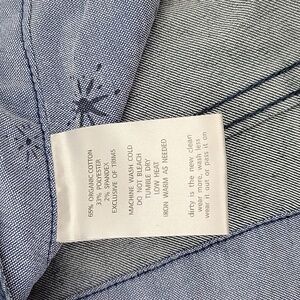 65% ORGANIC COTTON
33% POLYESTER
2% SPANDEX
EXCLUSIVE OF TRIMS
MACHINE WASH COLD
DO NOT BLEACH
TUMBLE DRY
LOW HEAT
IRON WARM AS NEEDED
dirty is the new clean
wear more, wash less
wear it out or pass it on